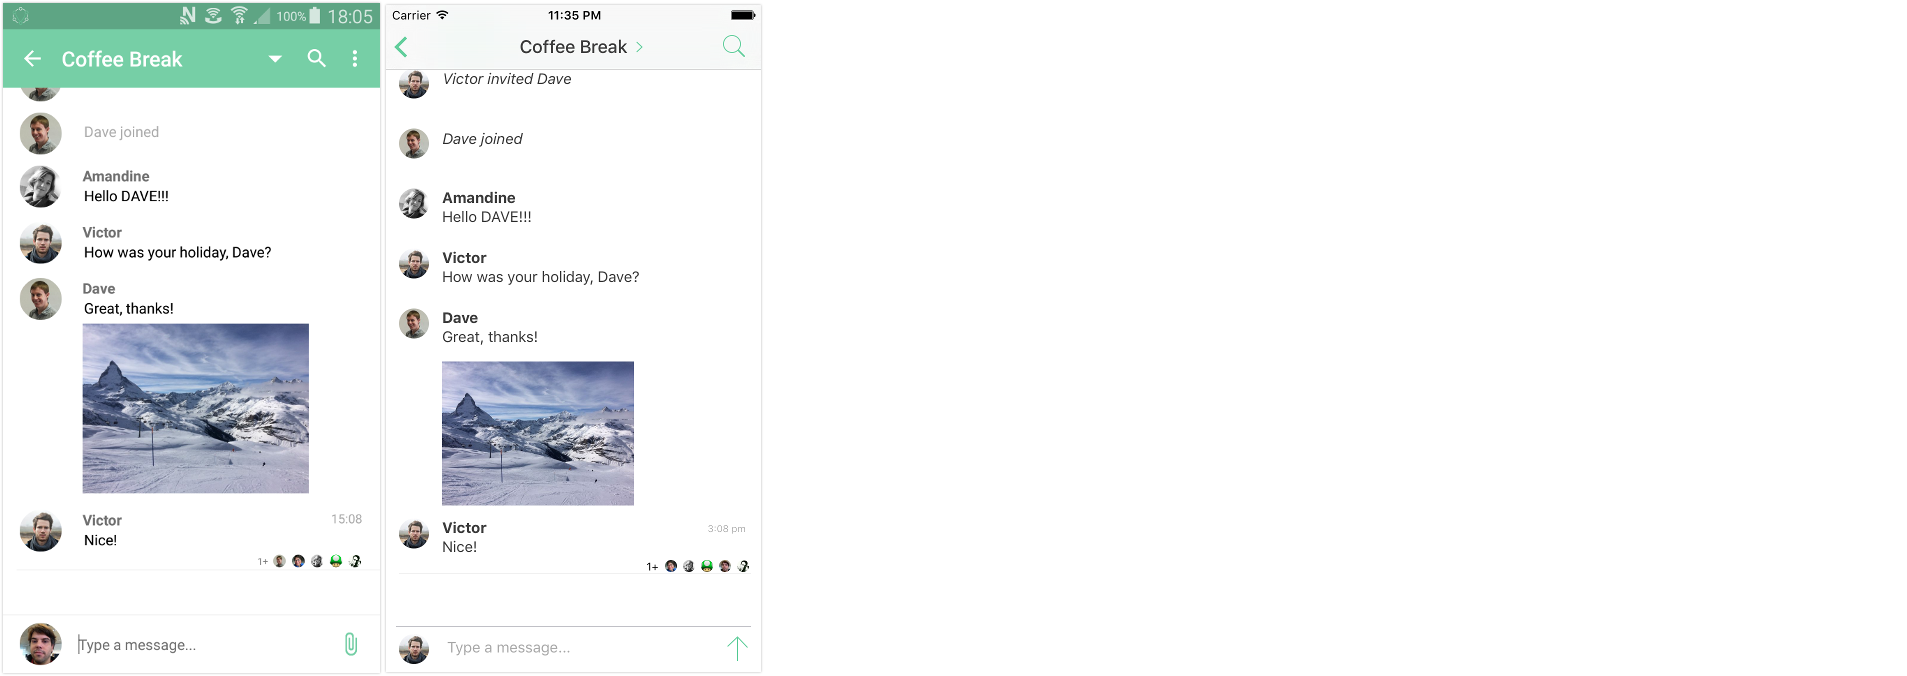 100% 18:05
Coffee Break
Dave joined
Amandine
Hello DAVE!!!
Victor
How was your holiday, Dave?
Dave
Great, thanks!
Victor 15:08
Nice!
1+
Type a message...
Carrier 11:35 PM
Coffee Break
Victor invited Dave
Dave joined
Amandine
Hello DAVE!!!
Victor
How was your holiday, Dave?
Dave
Great, thanks!
Victor 3:08 pm
Nice!
1+
Type a message...